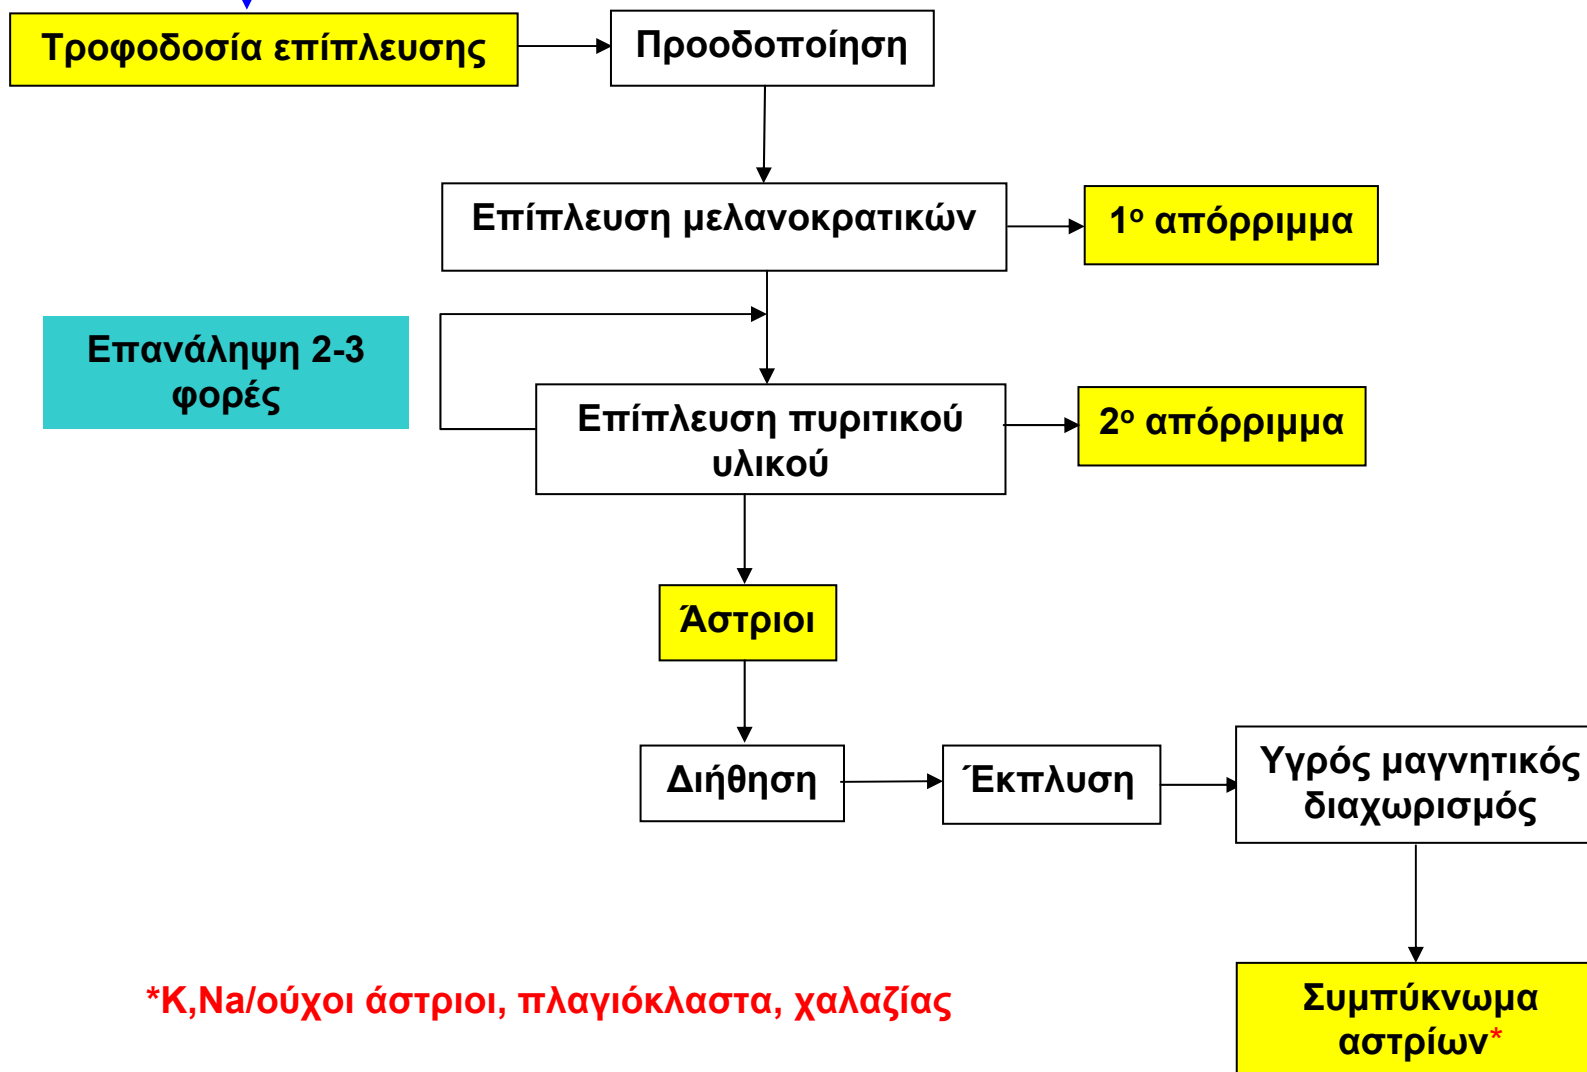 Τροφοδοσία επίπλευσης
Προοδοποίηση
Επίπλευση μελανοκρατικών
1ο απόρριμμα
Επανάληψη 2-3
φορές
Επίπλευση πυριτικού
υλικού
2ο απόρριμμα
Άστριοι
Διήθηση
Έκπλυση
Υγρός μαγνητικός
διαχωρισμός
*Κ,Na/ούχοι άστριοι, πλαγιόκλαστα, χαλαζίας
Συμπύκνωμα
αστρίων*